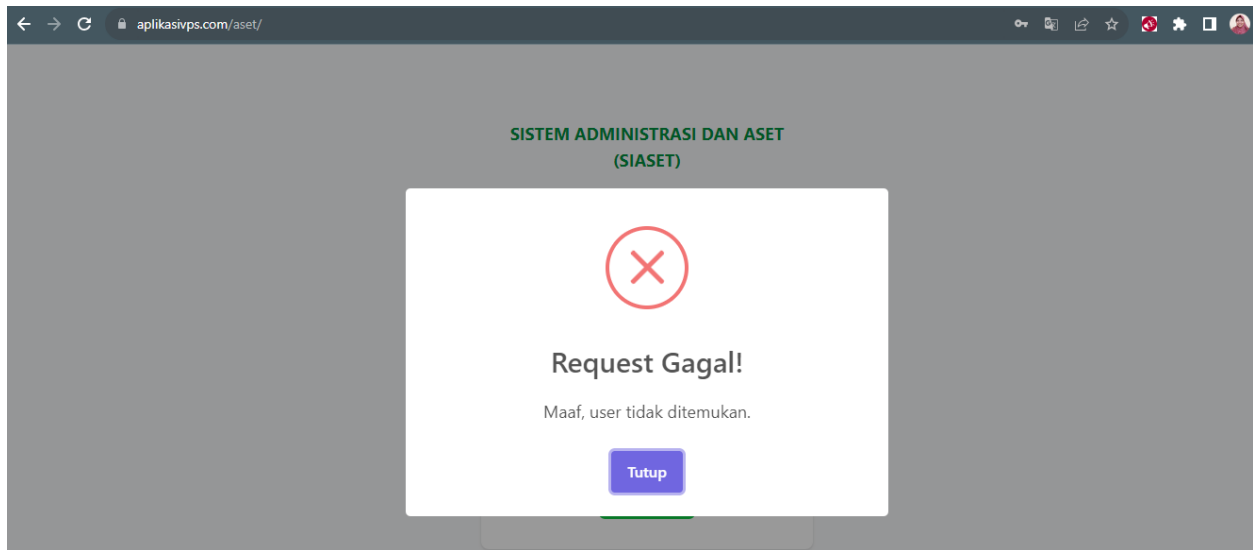 aplikasivps.com/aset/
SISTEM ADMINISTRASI DAN ASET
(SIASET)
Request Gagal!
Maaf, user tidak ditemukan.
Tutup